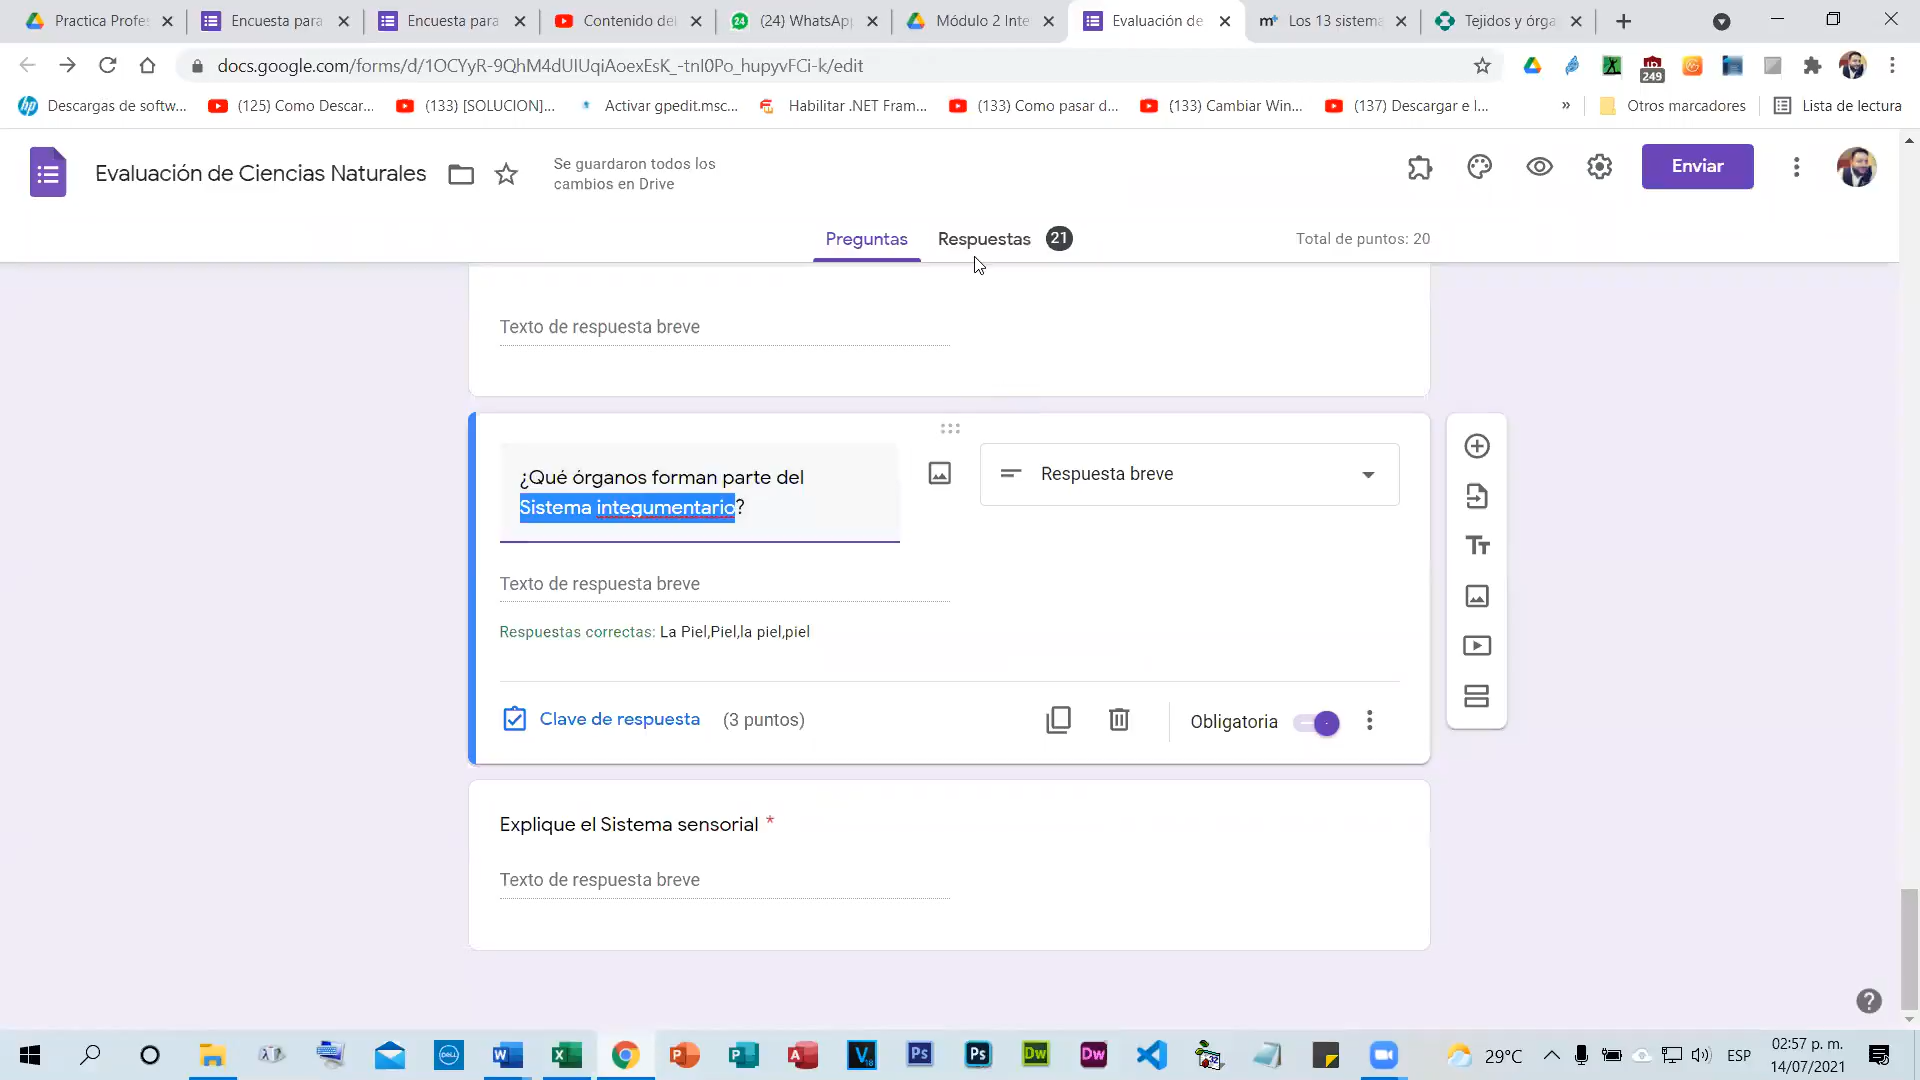 Practica Profes
Encuesta para
Encuesta para
Contenido del
(24) WhatsApp
Módulo 2 Inte
Evaluación de
Los 13 sistema
Tejidos y órga
docs.google.com/forms/d/1OCYyR-9QhM4dUIUqiAoexEsK_-tnI0Po_hupyvFCi-k/edit
249
Descargas de softw...
(125) Como Descar...
(133) [SOLUCION]...
Activar gpedit.msc...
Habilitar .NET Fram...
(133) Como pasar d...
(133) Cambiar Win...
(137) Descargar e I...
»
Otros marcadores
Lista de lectura
Evaluación de Ciencias Naturales
Se guardaron todos los
cambios en Drive
Enviar
Preguntas
Respuestas 21
Total de puntos: 20
Texto de respuesta breve
¿Qué órganos forman parte del
Sistema integumentario?
Respuesta breve
Texto de respuesta breve
Respuestas correctas: La Piel,Piel,la piel,piel
Clave de respuesta (3 puntos)
Obligatoria
Explique el Sistema sensorial *
Texto de respuesta breve
29°C
ESP
02:57 p. m.
14/07/2021